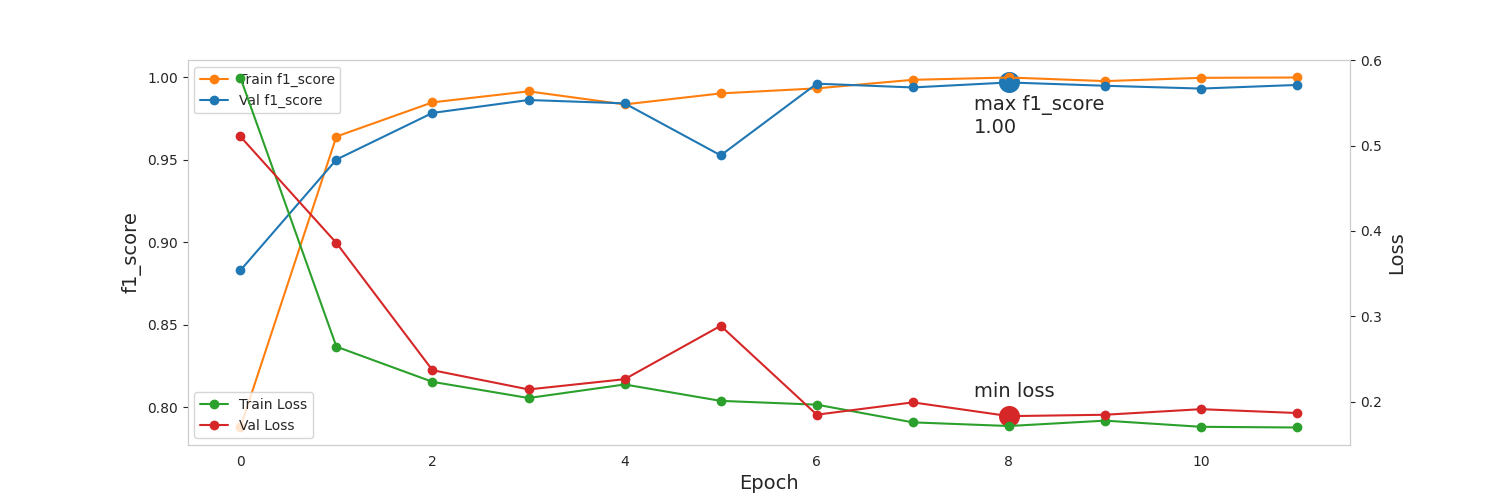 1.00
0.95
0.90
0.85
0.80
f1_score
Train f1_score
Val f1_score
Train Loss
Val Loss
max f1_score
1.00
min loss
0.6
0.5
0.4
0.3
0.2
Loss
0
2
4
6
8
10
Epoch